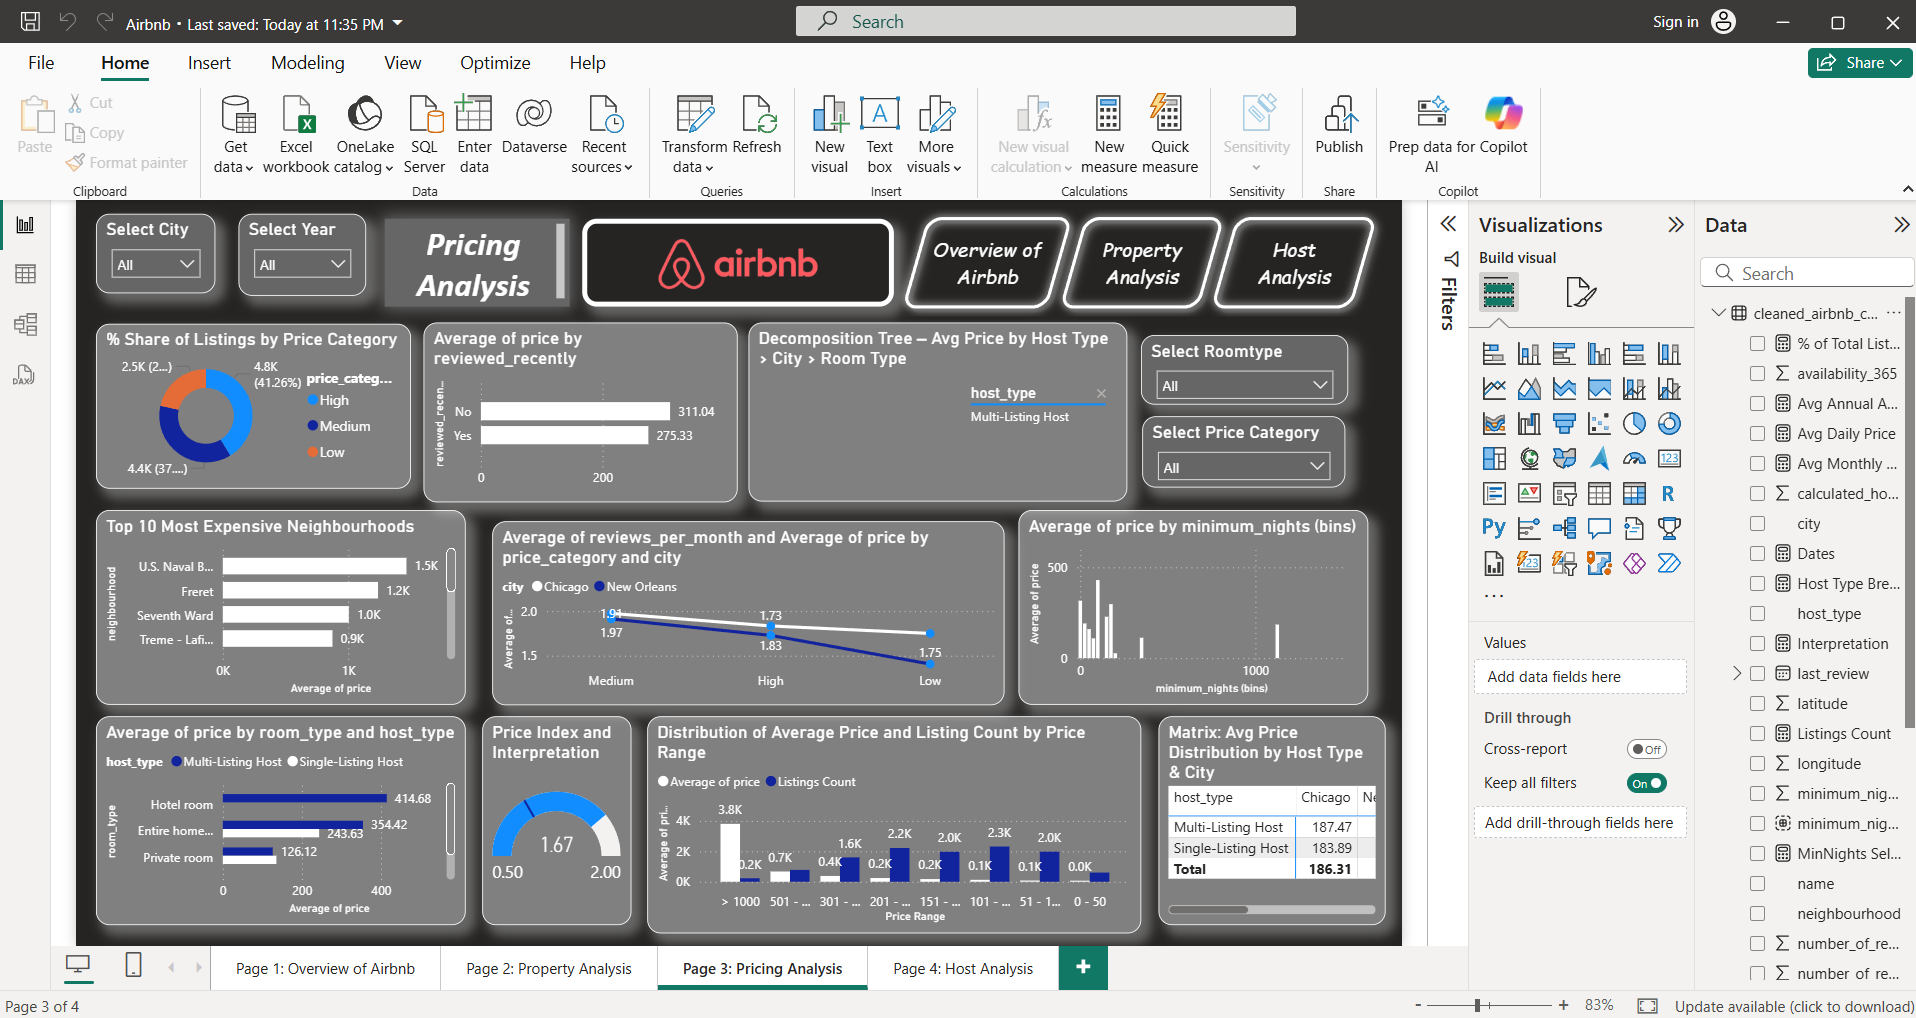 Airbnb • Last saved: Today at 11:35 PM
Search
Sign in
File
Home
Insert
Modeling
View
Optimize
Help
Share
Paste
Cut
Copy
Format painter
Clipboard
Get data
Excel workbook
OneLake catalog
SQL Server
Enter data
Dataverse
Recent sources
Data
Transform data
Refresh
Queries
New visual
Text box
More visuals
Insert
New visual calculation
New measure
Quick measure
Calculations
Sensitivity
Sensitivity
Publish
Share
Prep data for AI
Copilot
Copilot
Select City
All
Select Year
All
Pricing
Analysis
airbnb
Overview of
Airbnb
Property
Analysis
Host
Analysis
% Share of Listings by Price Category
2.5K (2...)
4.8K
(41.26%)
4.4K (37....)
price_categ...
High
Medium
Low
Average of price by
reviewed_recently
reviewed_recen...
No
311.04
Yes
275.33
0
200
Decomposition Tree – Avg Price by Host Type
> City > Room Type
host_type
Multi-Listing Host
Select Roomtype
All
Select Price Category
All
Top 10 Most Expensive Neighbourhoods
neighbourhood
U.S. Naval B...
1.5K
Freret
1.2K
Seventh Ward
1.0K
Treme - Lafi...
0.9K
0K
1K
Average of price
Average of reviews_per_month and Average of price by
price_category and city
city Chicago New Orleans
Average of...
2.0
1.5
1.91
1.97
1.73
1.83
1.75
Medium
High
Low
Average of price by minimum_nights (bins)
Average of price
500
0
0
1000
minimum_nights (bins)
Average of price by room_type and host_type
host_type Multi-Listing Host Single-Listing Host
room_type
Hotel room
414.68
Entire home...
354.42
243.63
Private room
126.12
0
200
400
Average of price
Price Index and
Interpretation
1.67
0.50
2.00
Distribution of Average Price and Listing Count by Price
Range
Average of price Listings Count
Average of pri...
4K
2K
0K
3.8K
0.2K
0.7K
0.4K
1.6K
0.2K
2.2K
0.2K
2.0K
0.1K
2.3K
0.1K
2.0K
0.0K
> 1000
501 - ...
301 - ...
201 - ...
151 - ...
101 - ...
51 - 1...
0 - 50
Price Range
Matrix: Avg Price
Distribution by Host Type
& City
host_type Chicago Ne
Multi-Listing Host 187.47
Single-Listing Host 183.89
Total 186.31
Filters
Visualizations
Build visual
123
R
Py
123
...
Values
Add data fields here
Drill through
Cross-report
Off
Keep all filters
On
Add drill-through fields here
Data
Search
cleaned_airbnb_c... ...
% of Total List...
availability_365
Avg Annual A...
Avg Daily Price
Avg Monthly ...
calculated_ho...
city
Dates
Host Type Bre...
host_type
Interpretation
last_review
latitude
Listings Count
longitude
minimum_nig...
minimum_nig...
MinNights Sel...
name
neighbourhood
number_of_re...
number_of_re...
Page 1: Overview of Airbnb
Page 2: Property Analysis
Page 3: Pricing Analysis
Page 4: Host Analysis
+
Page 3 of 4
- + 83%
Update available (click to download)